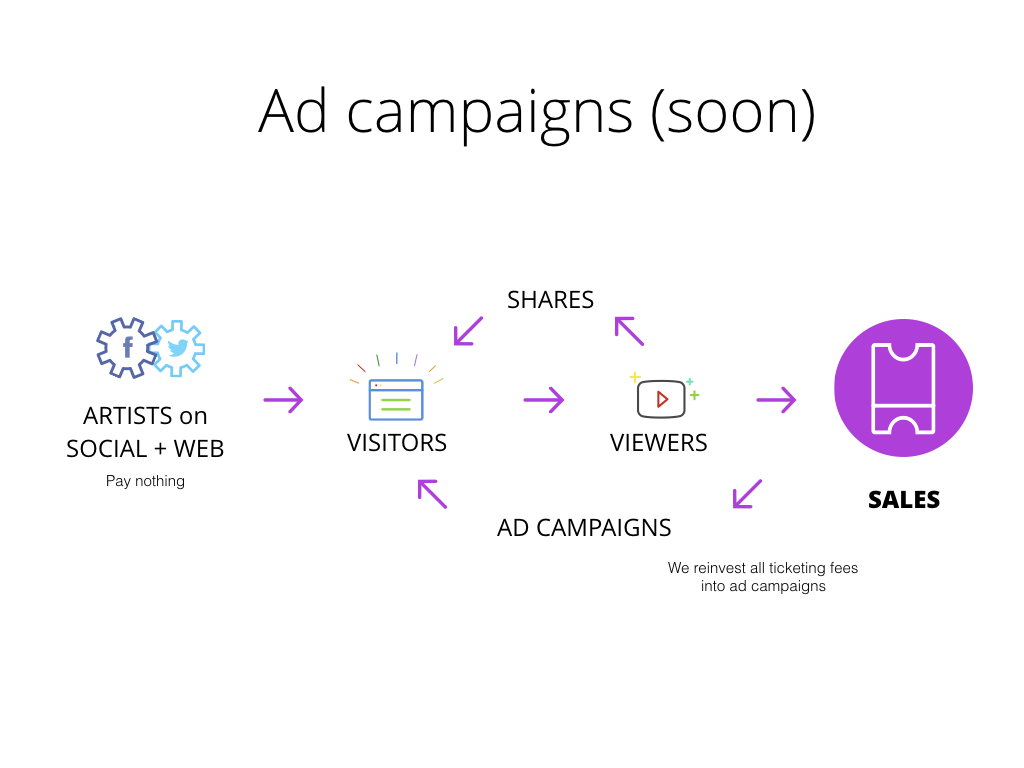 Ad campaigns (soon)
SHARES
ARTISTS on
SOCIAL + WEB
Pay nothing
VISITORS
VIEWERS
SALES
AD CAMPAIGNS
We reinvest all ticketing fees
into ad campaigns